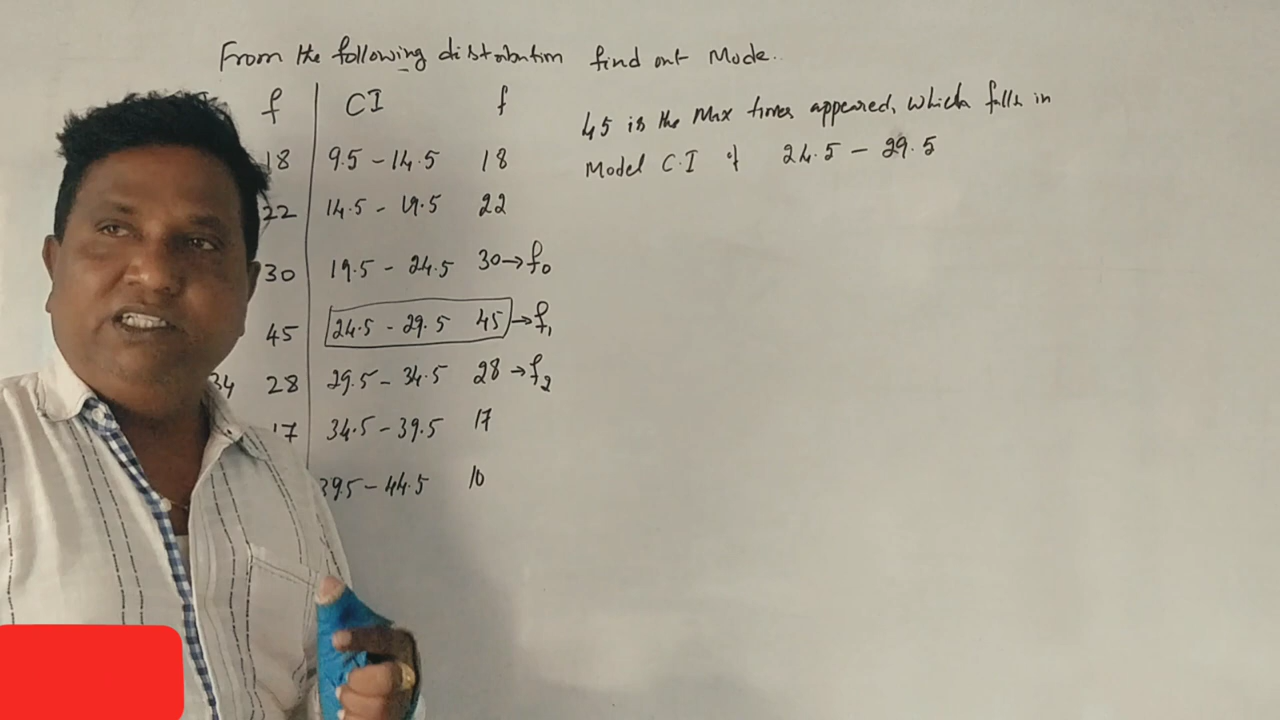 From the following distribution find out Mode.
f CI f
18 9.5 - 14.5 18
22 14.5 - 19.5 22
30 19.5 - 24.5 30→f₀
45 24.5 - 29.5 45→f₁
34 28 29.5 - 34.5 28→f₂
17 34.5 - 39.5 17
39.5 - 44.5 10
45 is the Max times appeared, which falls in
Model C.I of 24.5 - 29.5